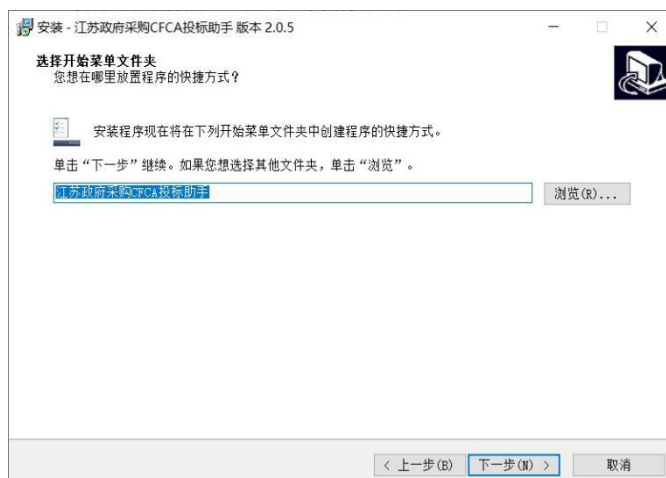 安装 - 江苏政府采购CFCA投标助手 版本 2.0.5
选择开始菜单文件夹
您想在哪里放置程序的快捷方式?
安装程序现在将在下列开始菜单文件夹中创建程序的快捷方式。
单击“下一步”继续。如果您想选择其他文件夹，单击“浏览”。
江苏政府采购CFCA投标助手
浏览(R)...
< 上一步(B)
下一步(N) >
取消